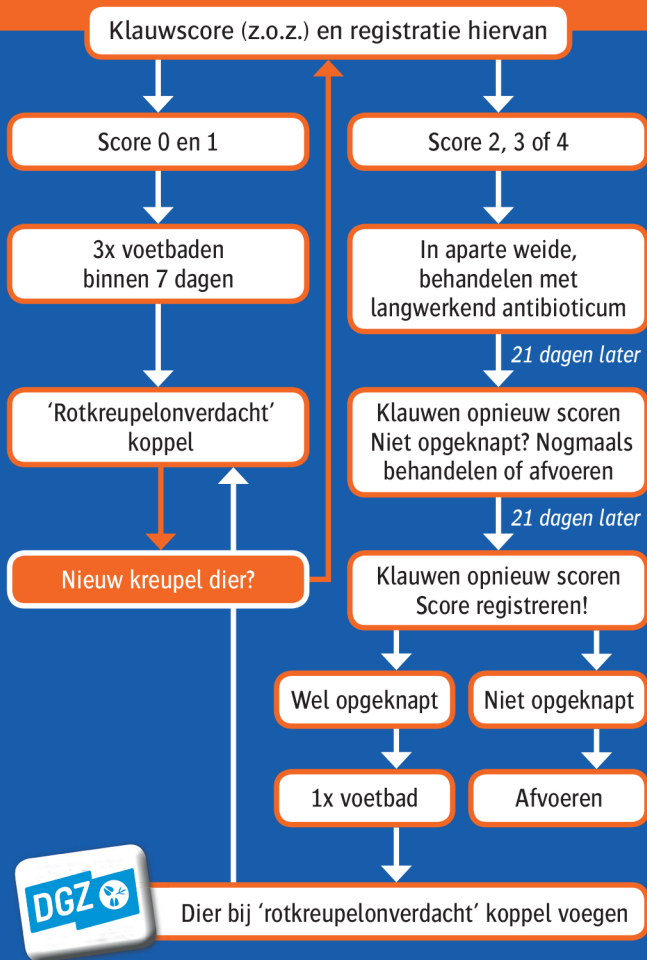 Klauwscore (z.o.z.) en registratie hiervan
Score 0 en 1
Score 2, 3 of 4
3x voetbaden
binnen 7 dagen
In aparte weide,
behandelen met
langwerkend antibioticum
21 dagen later
‘Rotkreupelonverdacht’
koppel
Klauwen opnieuw scoren
Niet opgeknapt? Nogmaals
behandelen of afvoeren
21 dagen later
Nieuw kreupel dier?
Klauwen opnieuw scoren
Score registreren!
Wel opgeknapt
Niet opgeknapt
1x voetbad
Afvoeren
DGZ
Dier bij ‘rotkreupelonverdacht’ koppel voegen